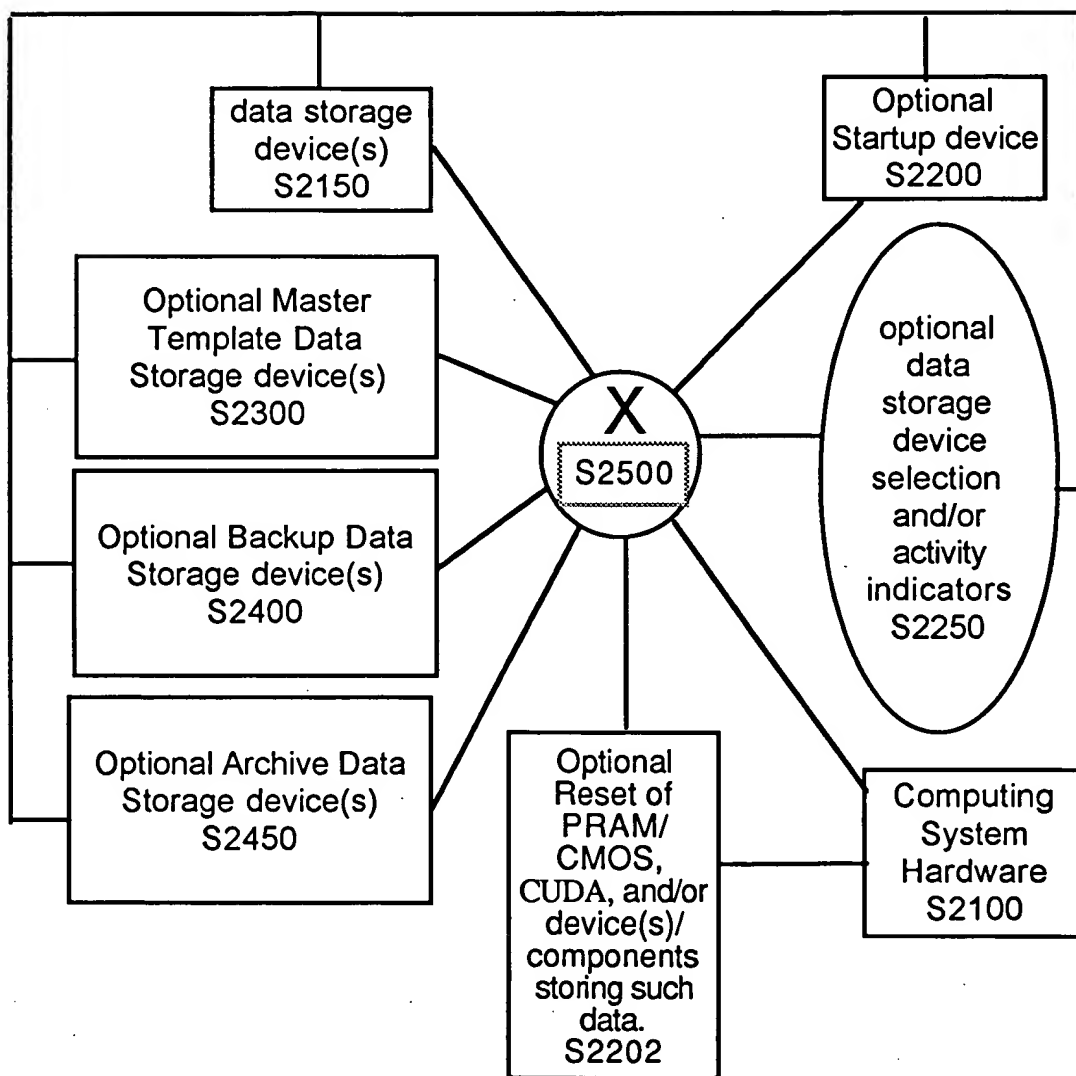 data storage
device(s)
S2150
Optional
Startup device
S2200
Optional Master
Template Data
Storage device(s)
S2300
X
S2500
optional
data
storage
device
selection
and/or
activity
indicators
S2250
Optional Backup Data
Storage device(s)
S2400
Optional Archive Data
Storage device(s)
S2450
Optional
Reset of
PRAM/
CMOS,
CUDA, and/or
device(s)/
components
storing such
data.
S2202
Computing
System
Hardware
S2100